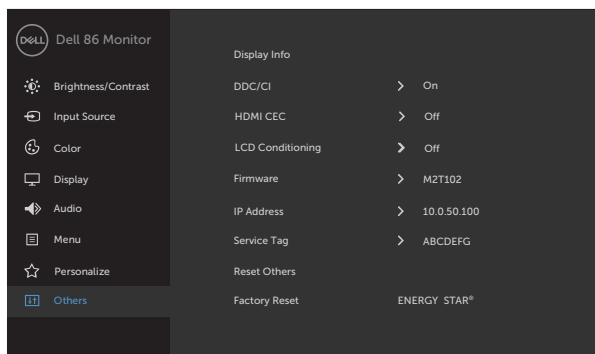 DELL
Dell 86 Monitor
Brightness/Contrast
Input Source
Color
Display
Audio
Menu
Personalize
Others
Display Info
DDC/CI > On
HDMI CEC > Off
LCD Conditioning > Off
Firmware > M2T102
IP Address > 10.0.50.100
Service Tag > ABCDEFG
Reset Others
Factory Reset ENERGY STAR®